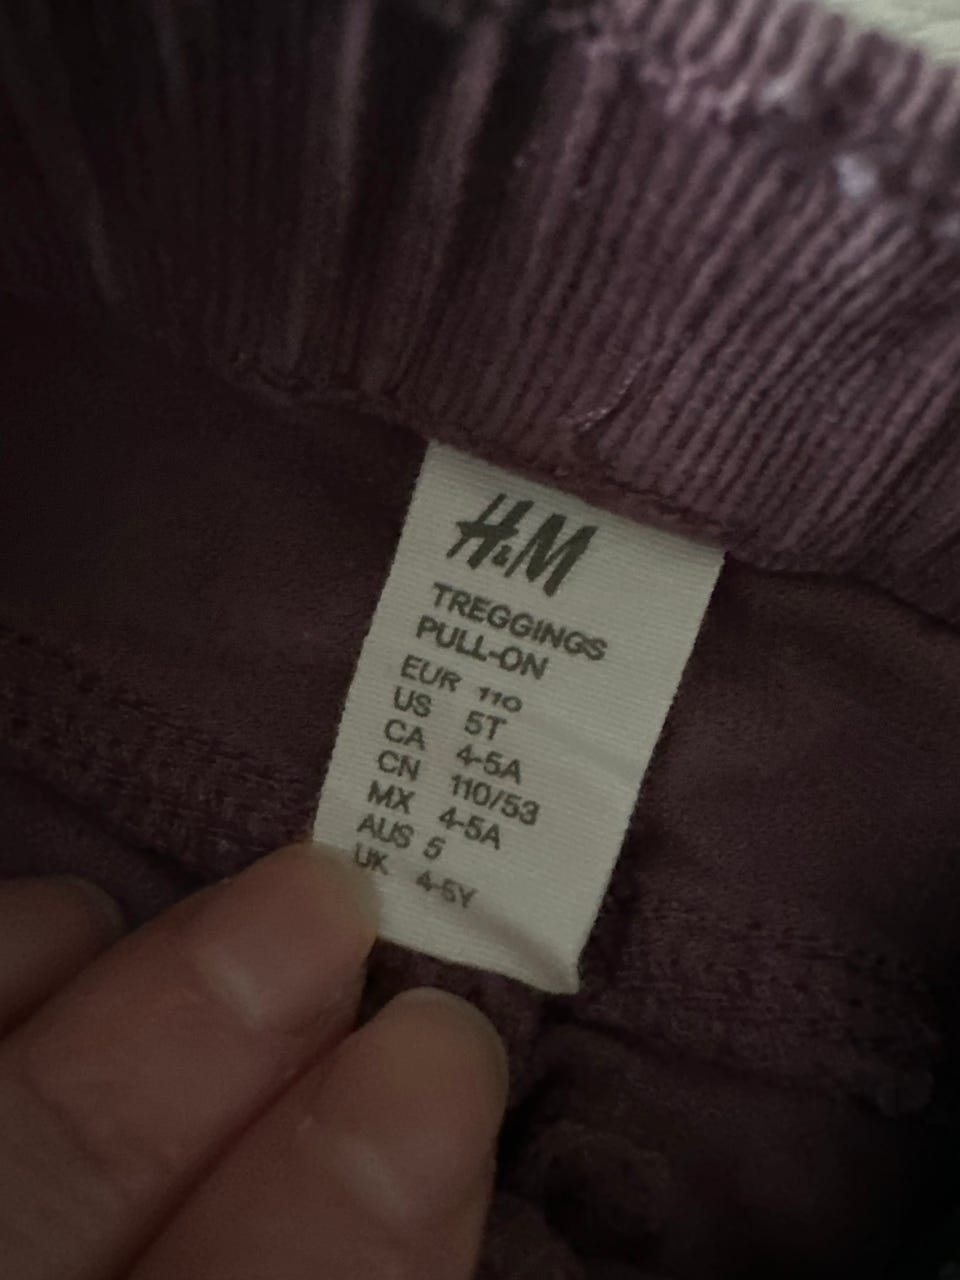 H&M
TREGGINGS
PULL-ON
EUR 110
US 5T
CA 4-5A
CN 110/53
MX 4-5A
AUS 5
UK 4-5Y